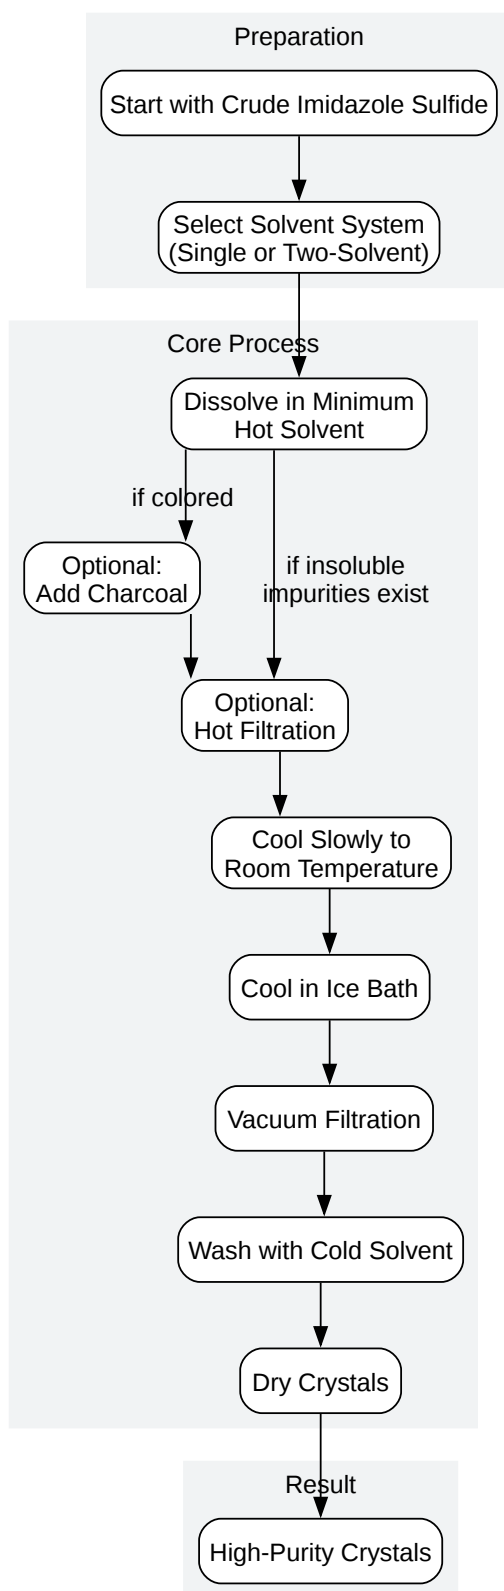 Preparation
Start with Crude Imidazole Sulfide
Select Solvent System
(Single or Two-Solvent)
Core Process
Dissolve in Minimum
Hot Solvent
if colored
Optional:
Add Charcoal
if insoluble
impurities exist
Optional:
Hot Filtration
Cool Slowly to
Room Temperature
Cool in Ice Bath
Vacuum Filtration
Wash with Cold Solvent
Dry Crystals
Result
High-Purity Crystals